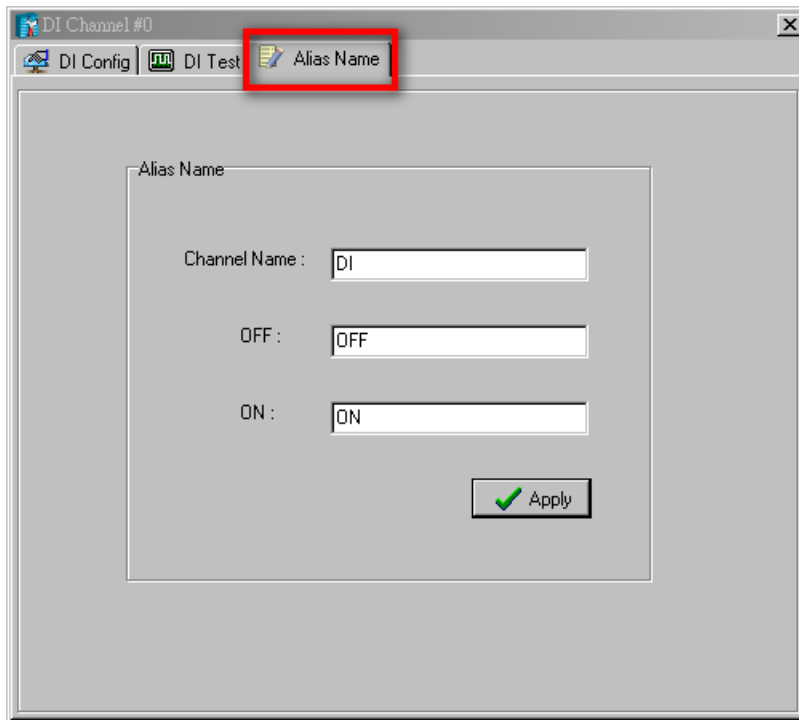 DI Channel #0
DI Config DI Test Alias Name
Alias Name
Channel Name : DI
OFF : OFF
ON : ON
Apply